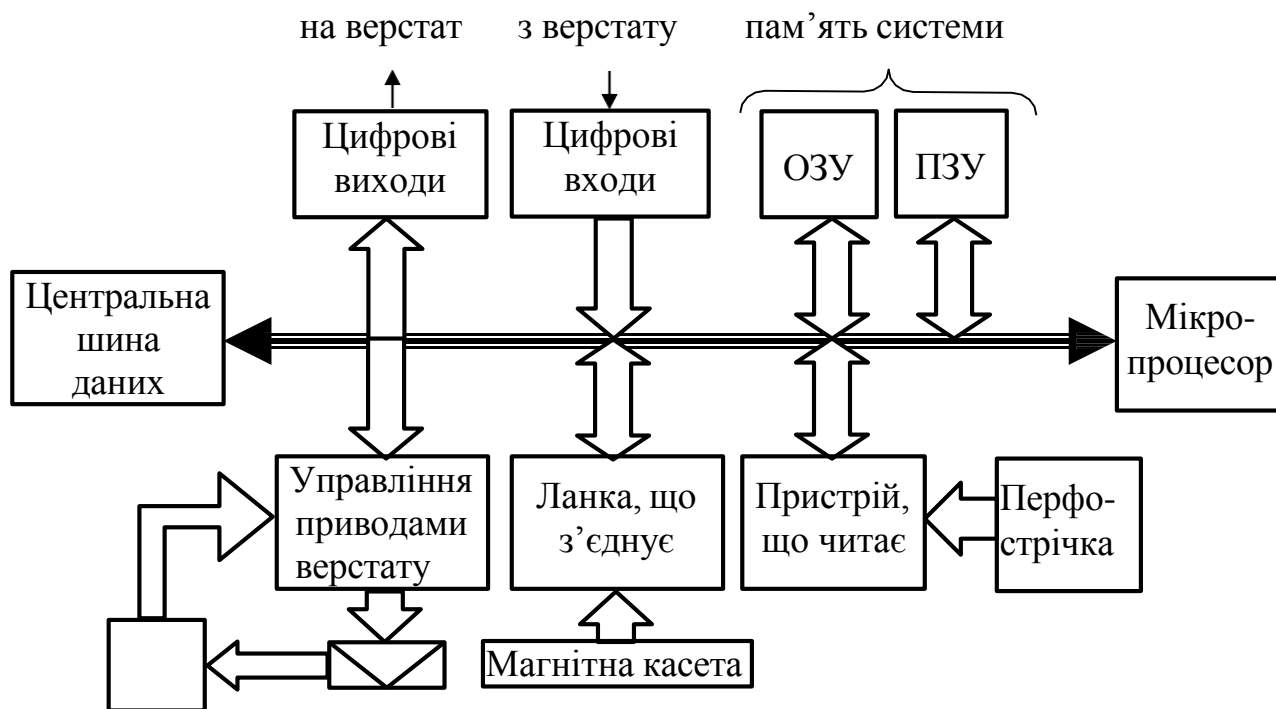 на верстат
з верстату
пам’ять системи
Цифрові
виходи
Цифрові
входи
ОЗУ
ПЗУ
Центральна
шина
даних
Мікро-
процесор
Управління
приводами
верстату
Ланка, що
з’єднує
Пристрій,
що читає
Перфо-
стрічка
Магнітна касета